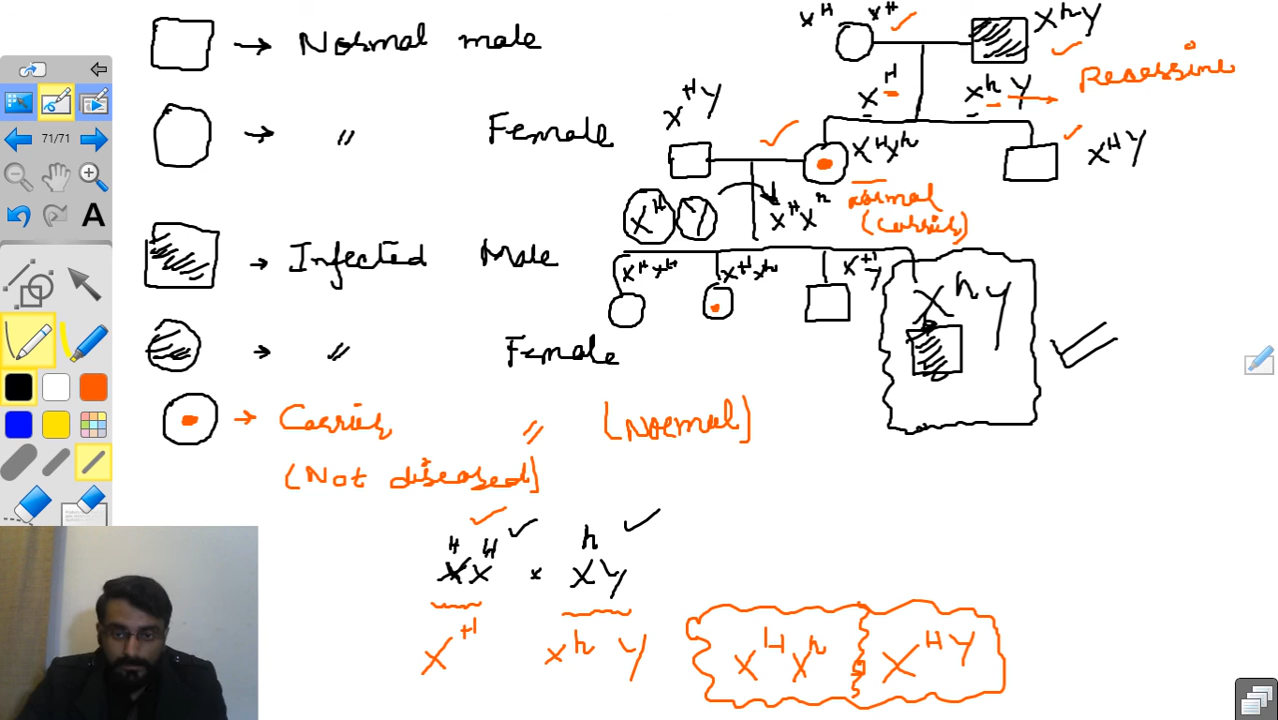 71/71
A
→ Normal male
→ " Female
→ Infected Male
→ " Female
→ Carrier " [Normal]
(Not diseased]
X^H X^H ✓
X^h Y
✓
Recessive
X^H
X^h Y →
X^H Y
X^H X^h
✓ X^H Y
Normal
(Carrier)
X^H Y
X^H X^h
X^H X^H
X^H X^h
X^H Y
X^h Y
X^H X^H × X^h Y
X^H
X^h Y
X^H X^h
X^H Y